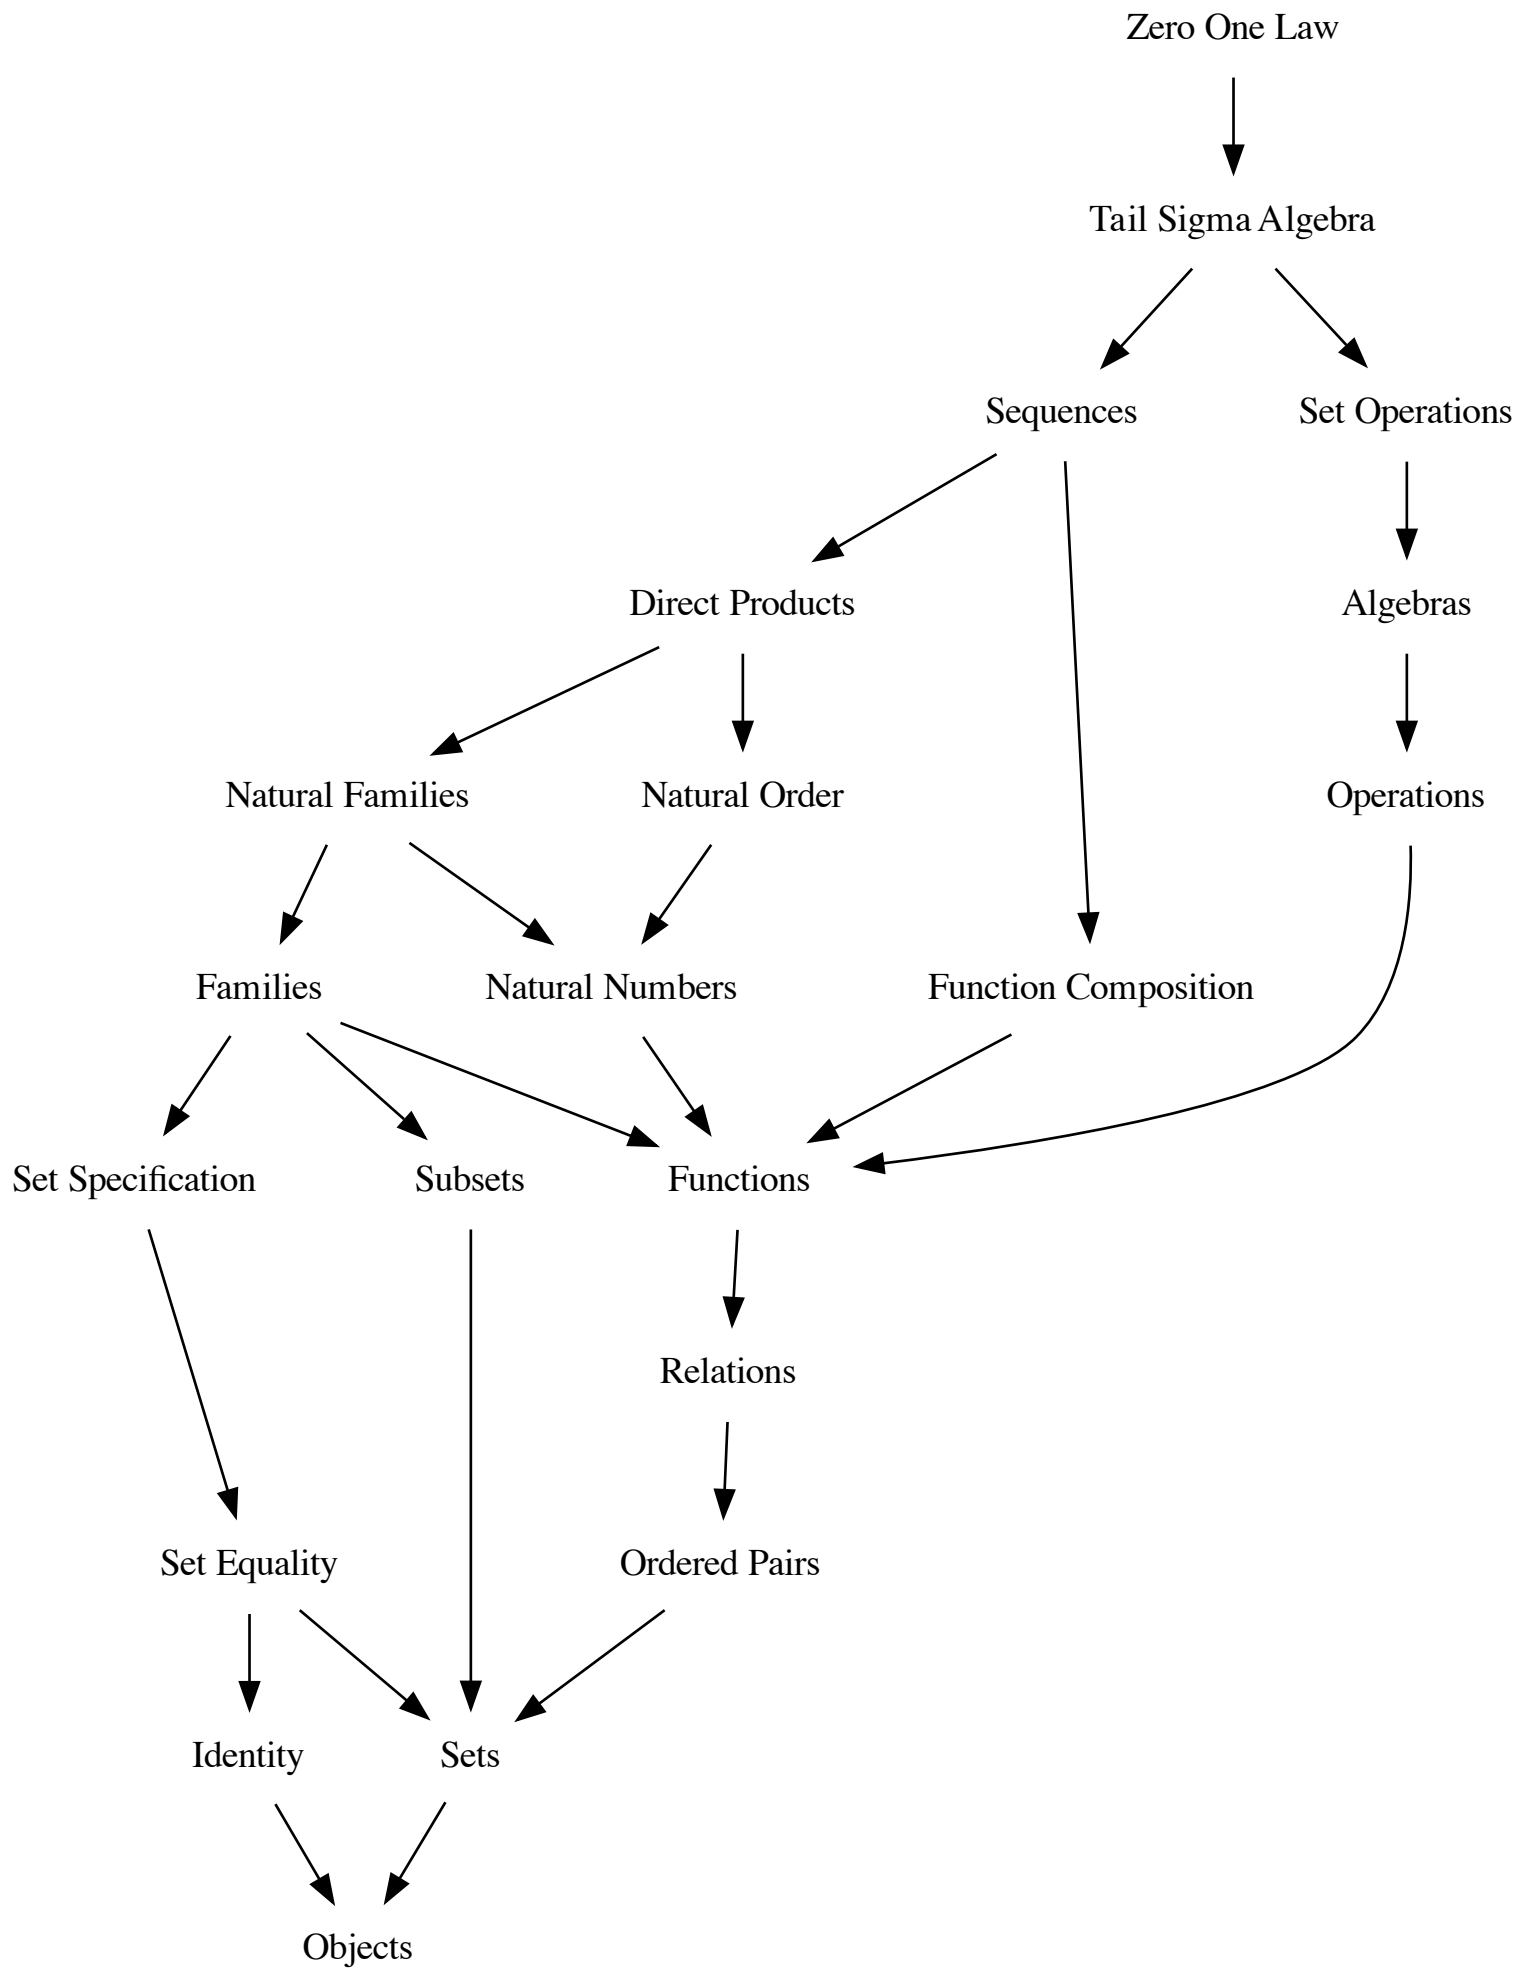 Zero One Law
Tail Sigma Algebra
Sequences
Set Operations
Direct Products
Algebras
Natural Families
Natural Order
Operations
Families
Natural Numbers
Function Composition
Set Specification
Subsets
Functions
Relations
Set Equality
Ordered Pairs
Identity
Sets
Objects